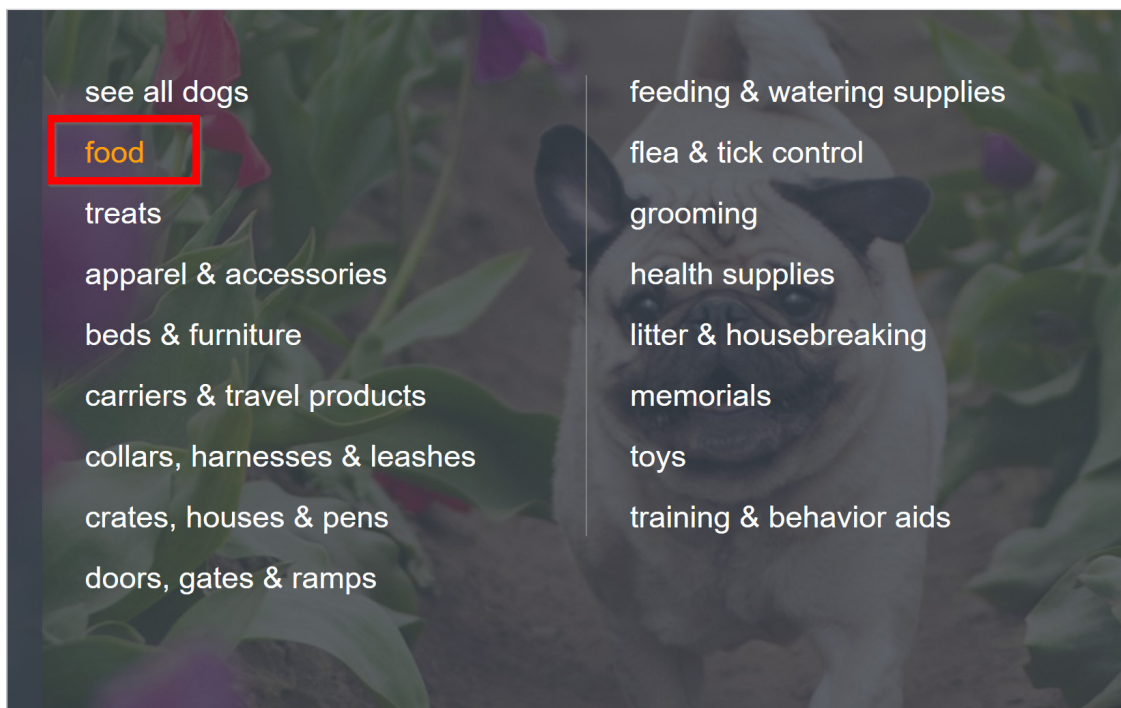 see all dogs
food
treats
apparel & accessories
beds & furniture
carriers & travel products
collars, harnesses & leashes
crates, houses & pens
doors, gates & ramps
feeding & watering supplies
flea & tick control
grooming
health supplies
litter & housebreaking
memorials
toys
training & behavior aids